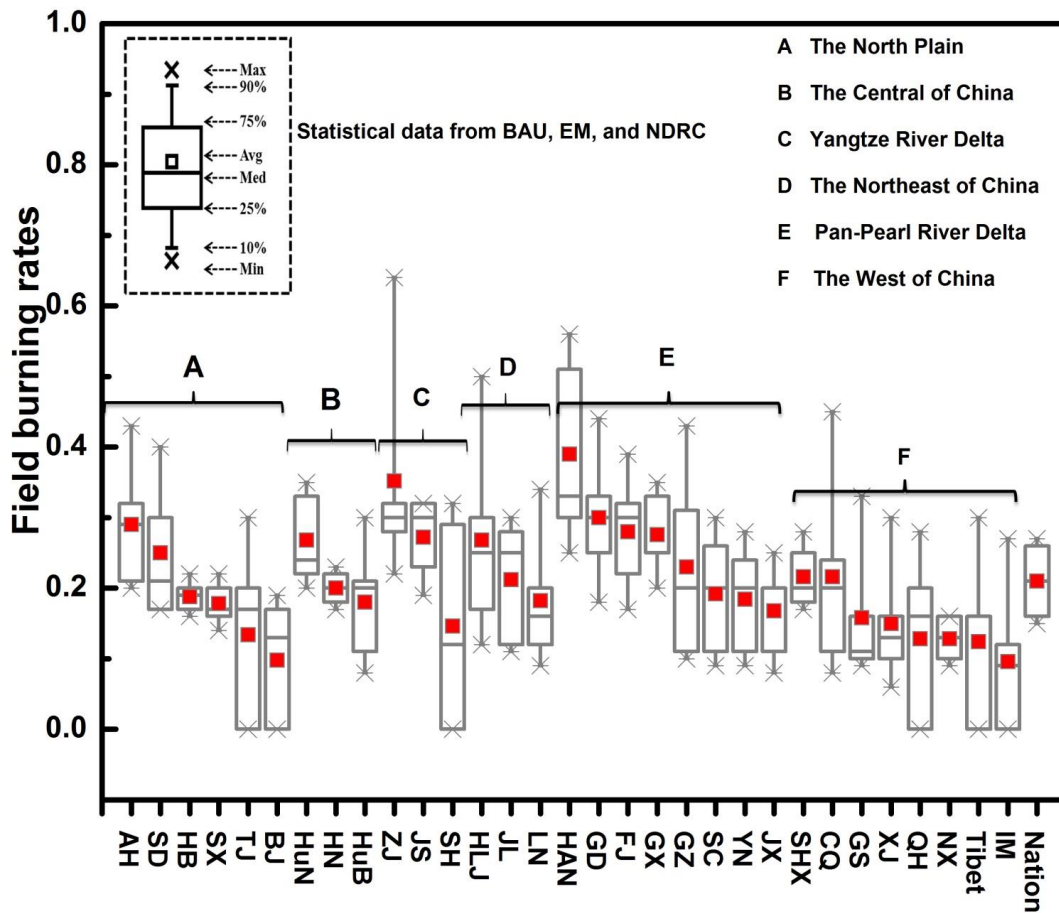 1.0
0.8
0.6
0.4
0.2
0.0
Field burning rates
Max
90%
75%
Avg
Med
25%
10%
Min
Statistical data from BAU, EM, and NDRC
A The North Plain
B The Central of China
C Yangtze River Delta
D The Northeast of China
E Pan-Pearl River Delta
F The West of China
A
B
C
D
E
F
AH
SD
HB
SX
TJ
BJ
HuN
HN
HuB
ZJ
JS
SH
HLJ
JL
LN
HAN
GD
FJ
GX
GZ
SC
YN
JX
SHX
CQ
GS
XJ
QH
NX
Tibet
IM
Nation